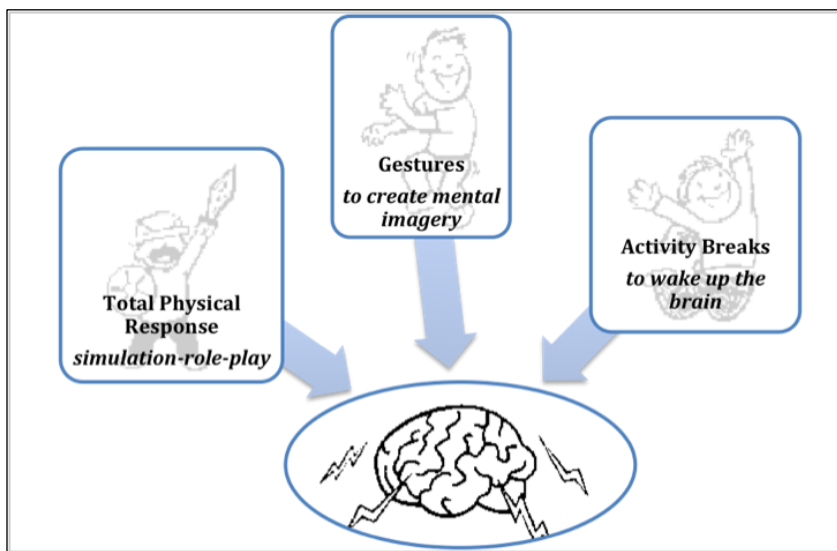 Total Physical
Response
simulation-role-play
Gestures
to create mental
imagery
Activity Breaks
to wake up the
brain